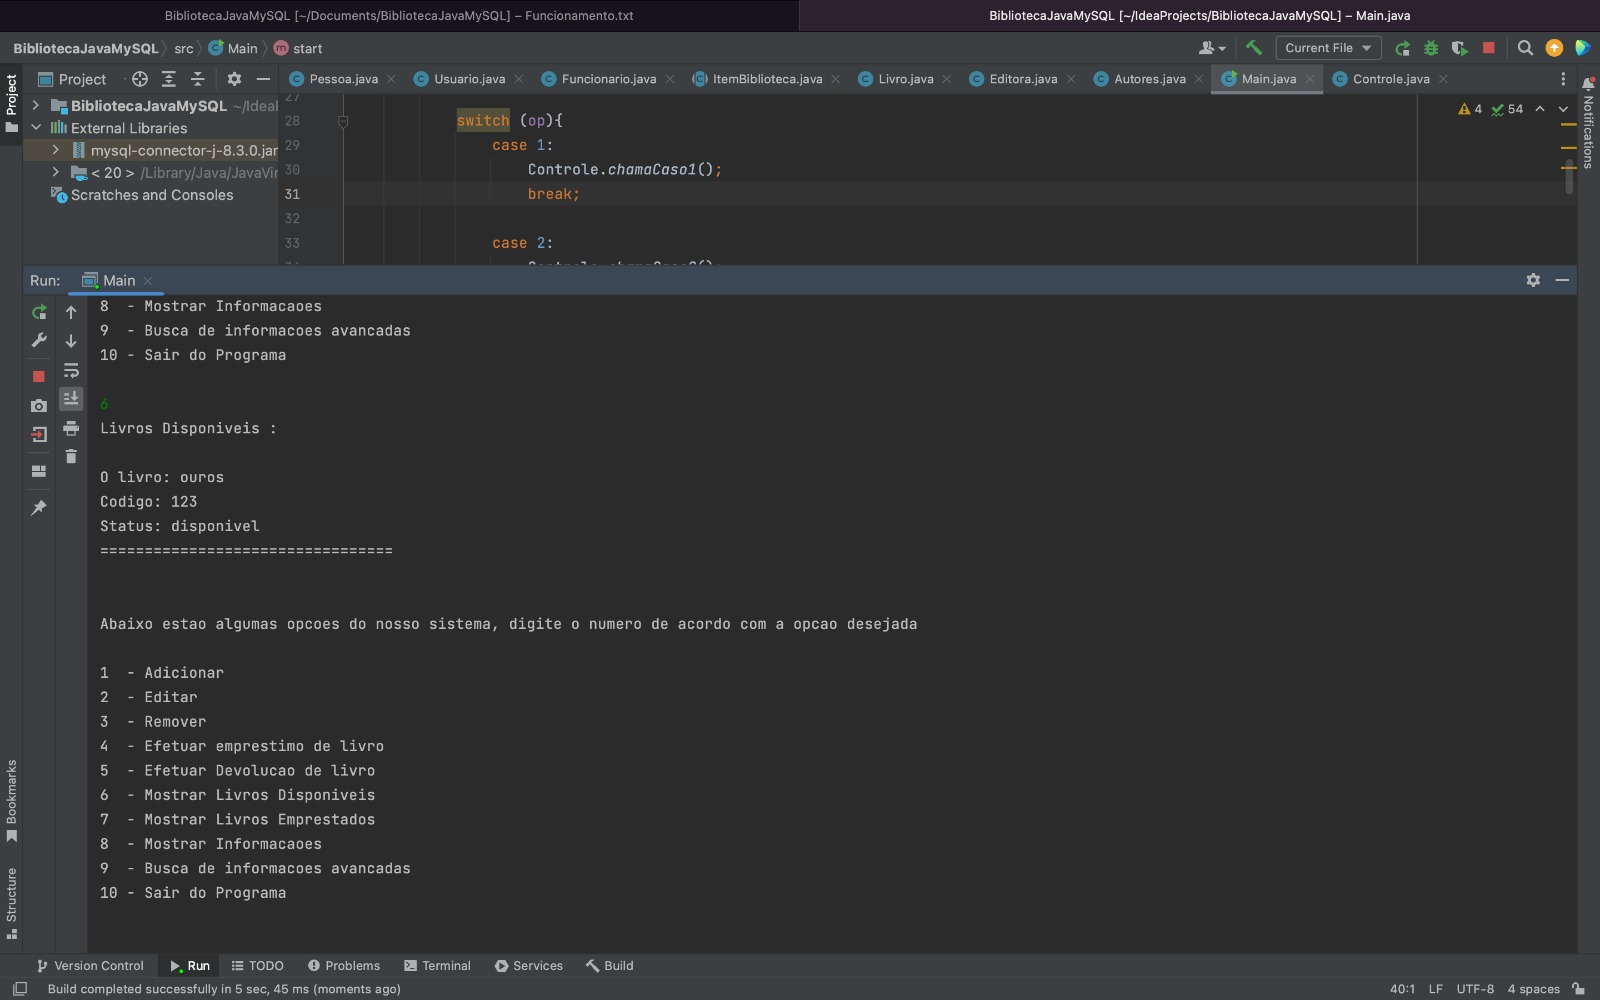 BibliotecaJavaMySQL [~/Documents/BibliotecaJavaMySQL] – Funcionamento.txt
BibliotecaJavaMySQL [~/IdeaProjects/BibliotecaJavaMySQL] – Main.java
BibliotecaJavaMySQL src Main start
Current File
Project
Project
Pessoa.java Usuario.java Funcionario.java ItemBiblioteca.java Livro.java Editora.java Autores.java Main.java Controle.java
BibliotecaJavaMySQL ~/Idea
External Libraries
mysql-connector-j-8.3.0.jar
< 20 > /Library/Java/JavaVir
Scratches and Consoles
27
28 switch (op){
29 case 1:
30 Controle.chamaCaso1();
31 break;
32
33 case 2:
4 54
Notifications
Run: Main
8  - Mostrar Informacaoes
9  - Busca de informacoes avancadas
10 - Sair do Programa
6
Livros Disponiveis :
O livro: ouros
Codigo: 123
Status: disponivel
=================================
Abaixo estao algumas opcoes do nosso sistema, digite o numero de acordo com a opcao desejada
1  - Adicionar
2  - Editar
3  - Remover
4  - Efetuar emprestimo de livro
5  - Efetuar Devolucao de livro
6  - Mostrar Livros Disponiveis
7  - Mostrar Livros Emprestados
8  - Mostrar Informacaoes
9  - Busca de informacoes avancadas
10 - Sair do Programa
Bookmarks
Structure
Version Control Run TODO Problems Terminal Services Build
Build completed successfully in 5 sec, 45 ms (moments ago)
40:1 LF UTF-8 4 spaces